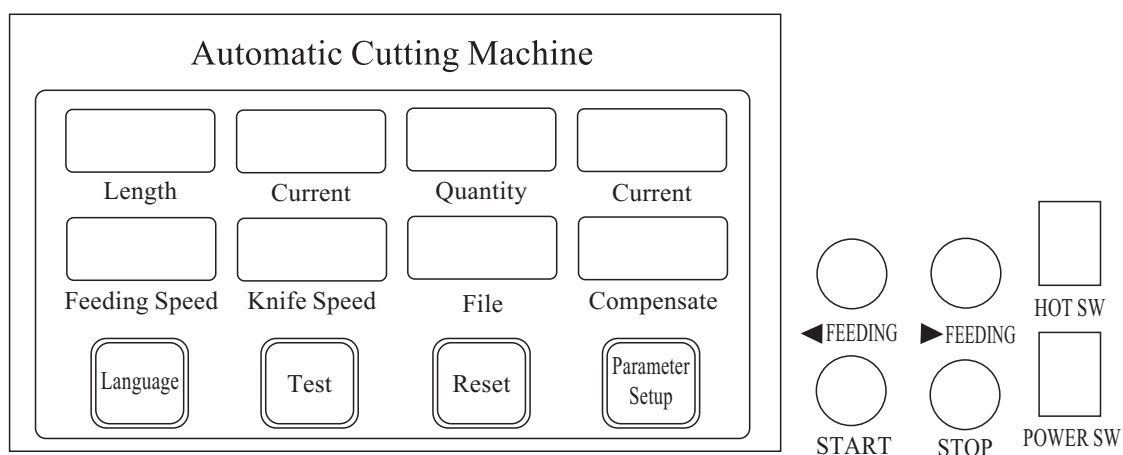 Automatic Cutting Machine
Length Current Quantity Current
Feeding Speed Knife Speed File Compensate
Language Test Reset Parameter Setup
◀FEEDING ▶FEEDING
HOT SW
START STOP
POWER SW